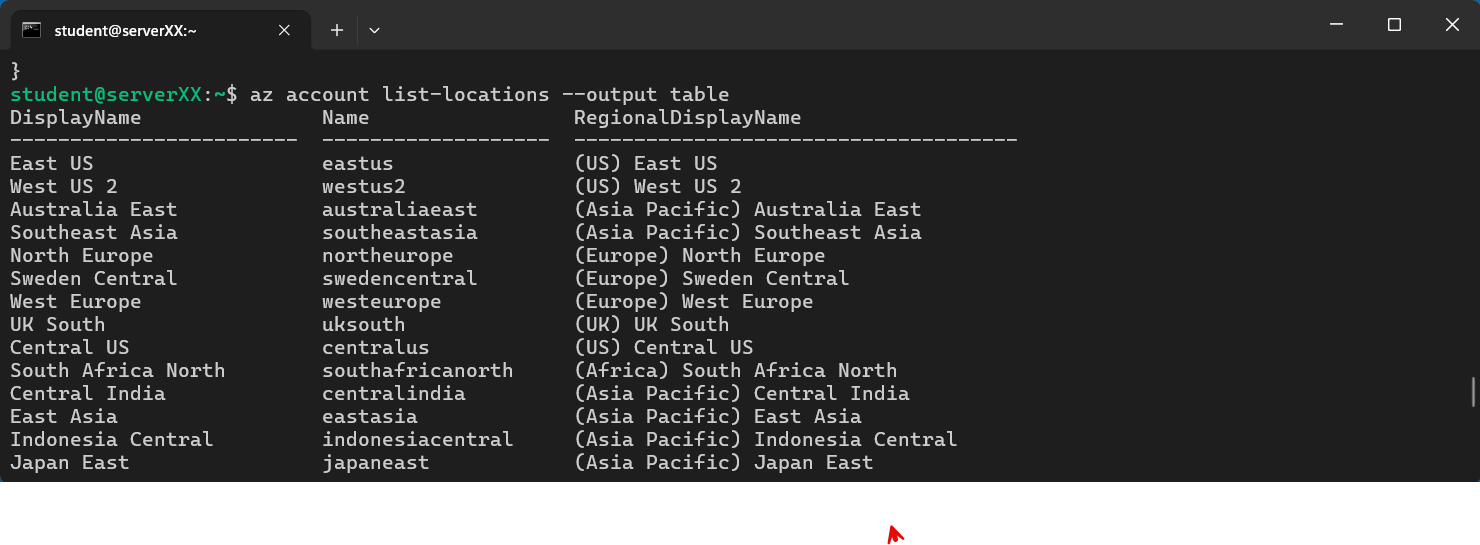 student@serverXX:~
}
student@serverXX:~$ az account list-locations --output table
DisplayName               Name                 RegionalDisplayName
------------------------  -------------------  -------------------------------------
East US                   eastus               (US) East US
West US 2                 westus2              (US) West US 2
Australia East            australiaeast        (Asia Pacific) Australia East
Southeast Asia            southeastasia        (Asia Pacific) Southeast Asia
North Europe              northeurope          (Europe) North Europe
Sweden Central            swedencentral        (Europe) Sweden Central
West Europe               westeurope           (Europe) West Europe
UK South                  uksouth              (UK) UK South
Central US                centralus            (US) Central US
South Africa North        southafricanorth     (Africa) South Africa North
Central India             centralindia         (Asia Pacific) Central India
East Asia                 eastasia             (Asia Pacific) East Asia
Indonesia Central         indonesiacentral     (Asia Pacific) Indonesia Central
Japan East                japaneast            (Asia Pacific) Japan East